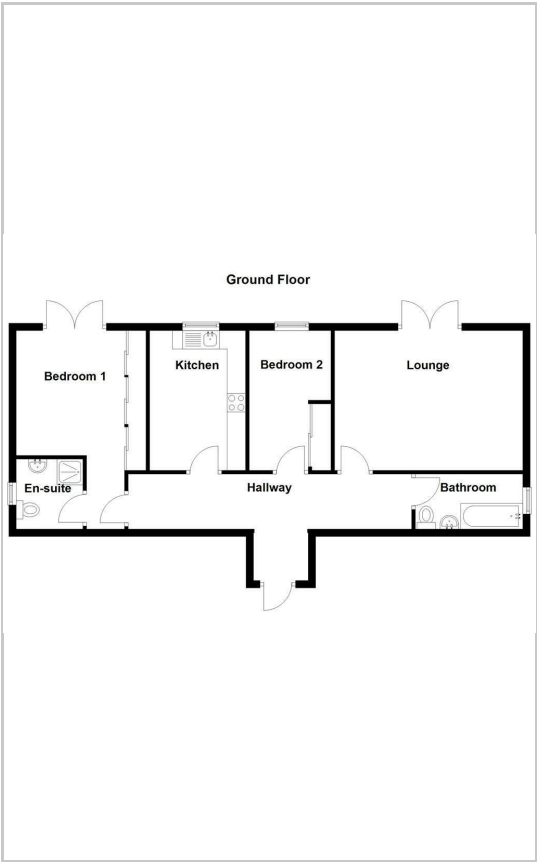 Ground Floor
Bedroom 1
Kitchen
Bedroom 2
Lounge
En-suite
Hallway
Bathroom